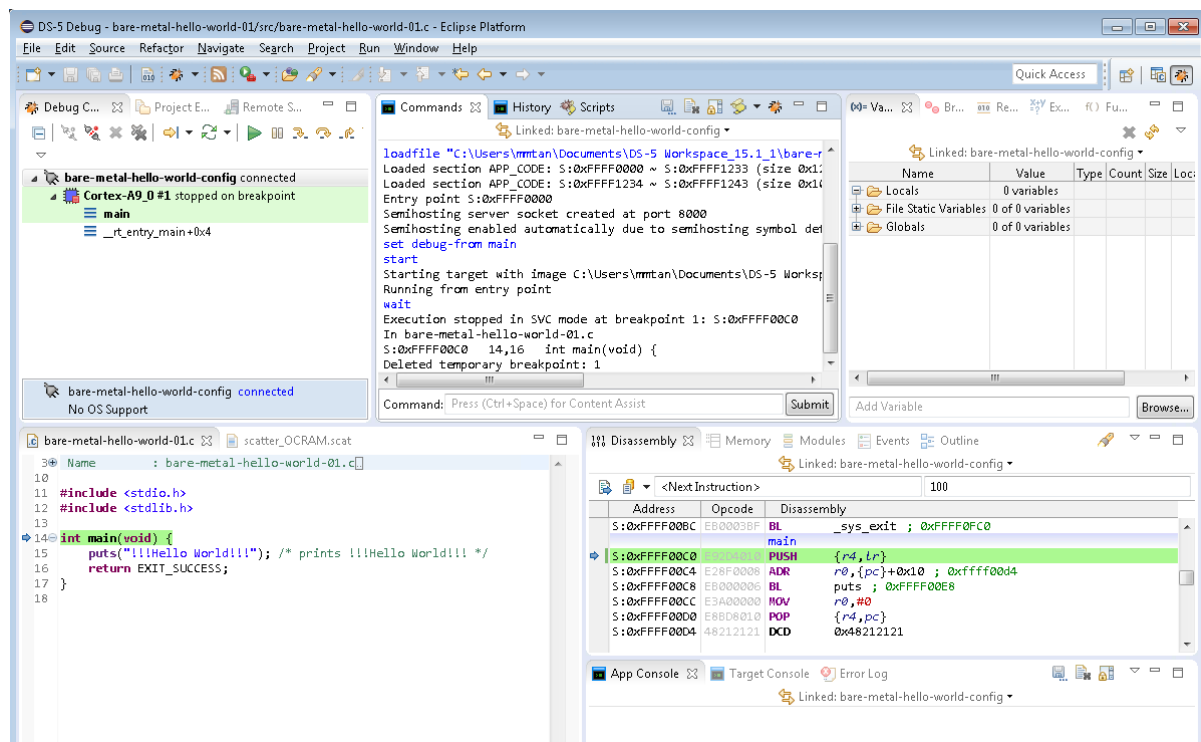 DS-5 Debug - bare-metal-hello-world-01/src/bare-metal-hello-world-01.c - Eclipse Platform
File Edit Source Refactor Navigate Search Project Run Window Help
Quick Access
Debug C... Project E... Remote S...
bare-metal-hello-world-config connected
Cortex-A9_0 #1 stopped on breakpoint
main
__rt_entry_main+0x4
bare-metal-hello-world-config connected
No OS Support
Commands History Scripts
Linked: bare-metal-hello-world-config
loadfile "C:\Users\mmtan\Documents\DS-5 Workspace_15.1_1\bare-
Loaded section APP_CODE: S:0xFFFF0000 ~ S:0xFFFF1233 (size 0x12
Loaded section APP_CODE: S:0xFFFF1234 ~ S:0xFFFF1243 (size 0x1
Entry point S:0xFFFF0000
Semihosting server socket created at port 8000
Semihosting enabled automatically due to semihosting symbol de
set debug-from main
start
Starting target with image C:\Users\mmtan\Documents\DS-5 Works
Running from entry point
wait
Execution stopped in SVC mode at breakpoint 1: S:0xFFFF00C0
In bare-metal-hello-world-01.c
S:0xFFFF00C0 14,16 int main(void) {
Deleted temporary breakpoint: 1
Command: Press (Ctrl+Space) for Content Assist Submit
(x)= Va... Br... Re... Ex... f() Fu...
Linked: bare-metal-hello-world-config
Name Value Type Count Size Loc
Locals 0 variables
File Static Variables 0 of 0 variables
Globals 0 of 0 variables
Add Variable Browse...
bare-metal-hello-world-01.c scatter_OCRAM.scat
3 Name : bare-metal-hello-world-01.c
10
11 #include <stdio.h>
12 #include <stdlib.h>
13
14 int main(void) {
15 puts("!!!Hello World!!!"); /* prints !!!Hello World!!! */
16 return EXIT_SUCCESS;
17 }
18
Disassembly Memory Modules Events Outline
Linked: bare-metal-hello-world-config
<Next Instruction> 100
Address Opcode Disassembly
S:0xFFFF00BC EB0003BF BL _sys_exit ; 0xFFFF0FC0
main
S:0xFFFF00C0 E92D4010 PUSH {r4,lr}
S:0xFFFF00C4 E28F0008 ADR r0,{pc}+0x10 ; 0xffff00d4
S:0xFFFF00C8 EB000006 BL puts ; 0xFFFF00E8
S:0xFFFF00CC E3A00000 MOV r0,#0
S:0xFFFF00D0 E8BD8010 POP {r4,pc}
S:0xFFFF00D4 48212121 DCD 0x48212121
App Console Target Console Error Log
Linked: bare-metal-hello-world-config